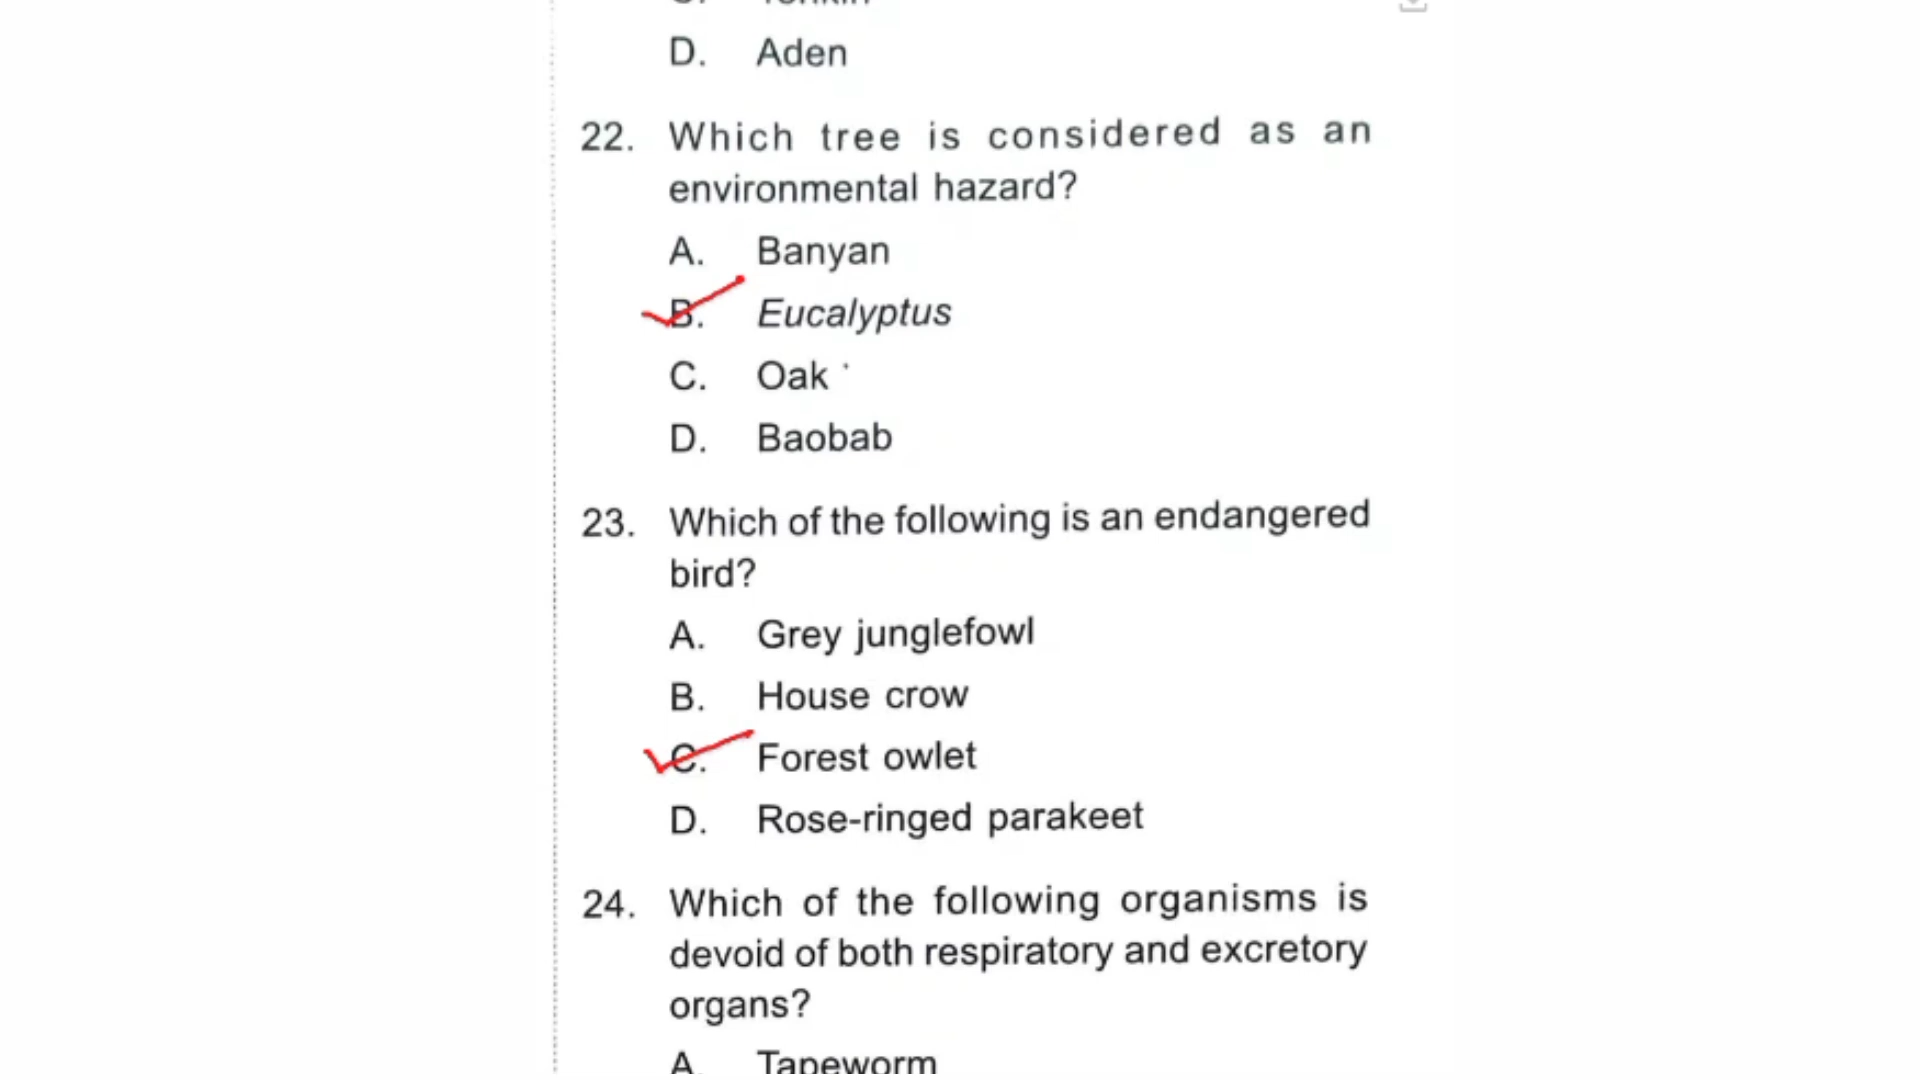 D. Aden
22. Which tree is considered as an
environmental hazard?
A. Banyan
B. Eucalyptus
C. Oak
D. Baobab
23. Which of the following is an endangered
bird?
A. Grey junglefowl
B. House crow
C. Forest owlet
D. Rose-ringed parakeet
24. Which of the following organisms is
devoid of both respiratory and excretory
organs?
A. Tapeworm